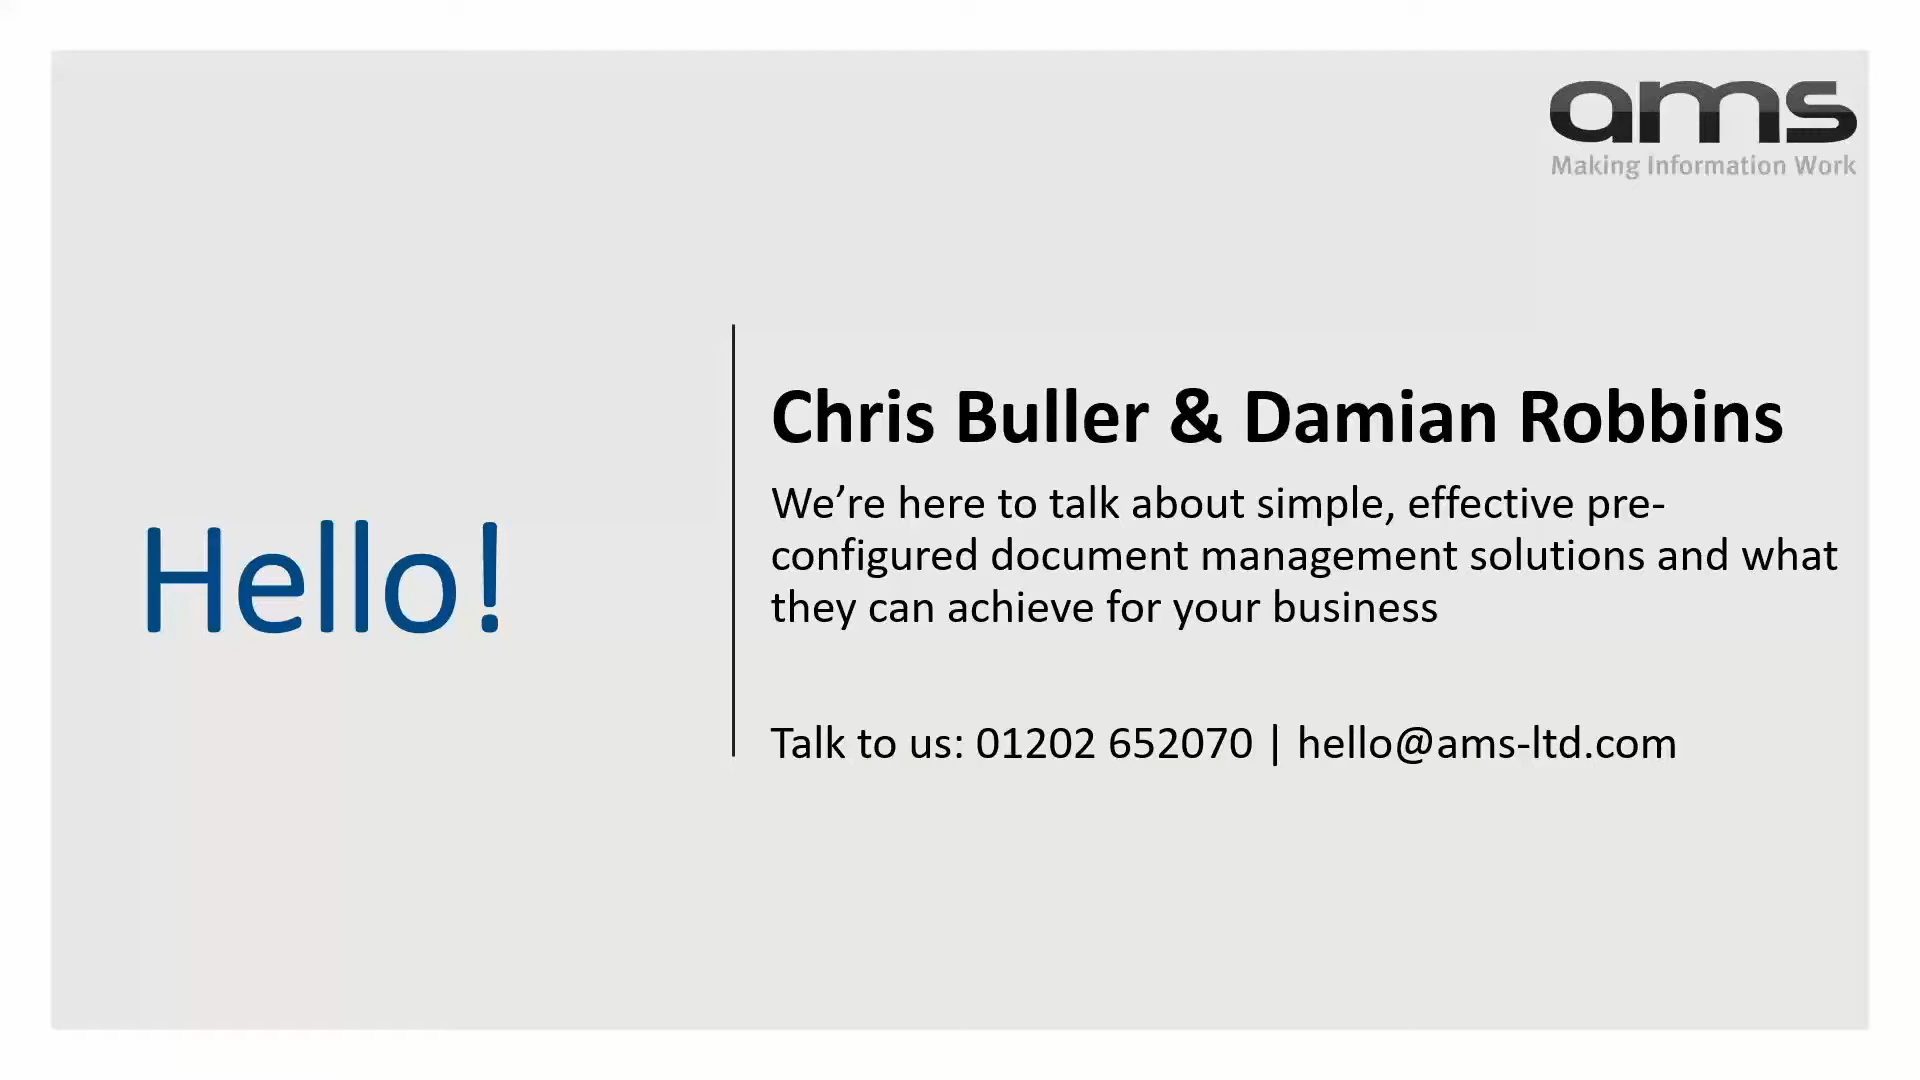 ams
Making Information Work
Hello!
Chris Buller & Damian Robbins
We’re here to talk about simple, effective pre-
configured document management solutions and what
they can achieve for your business
Talk to us: 01202 652070 | hello@ams-ltd.com